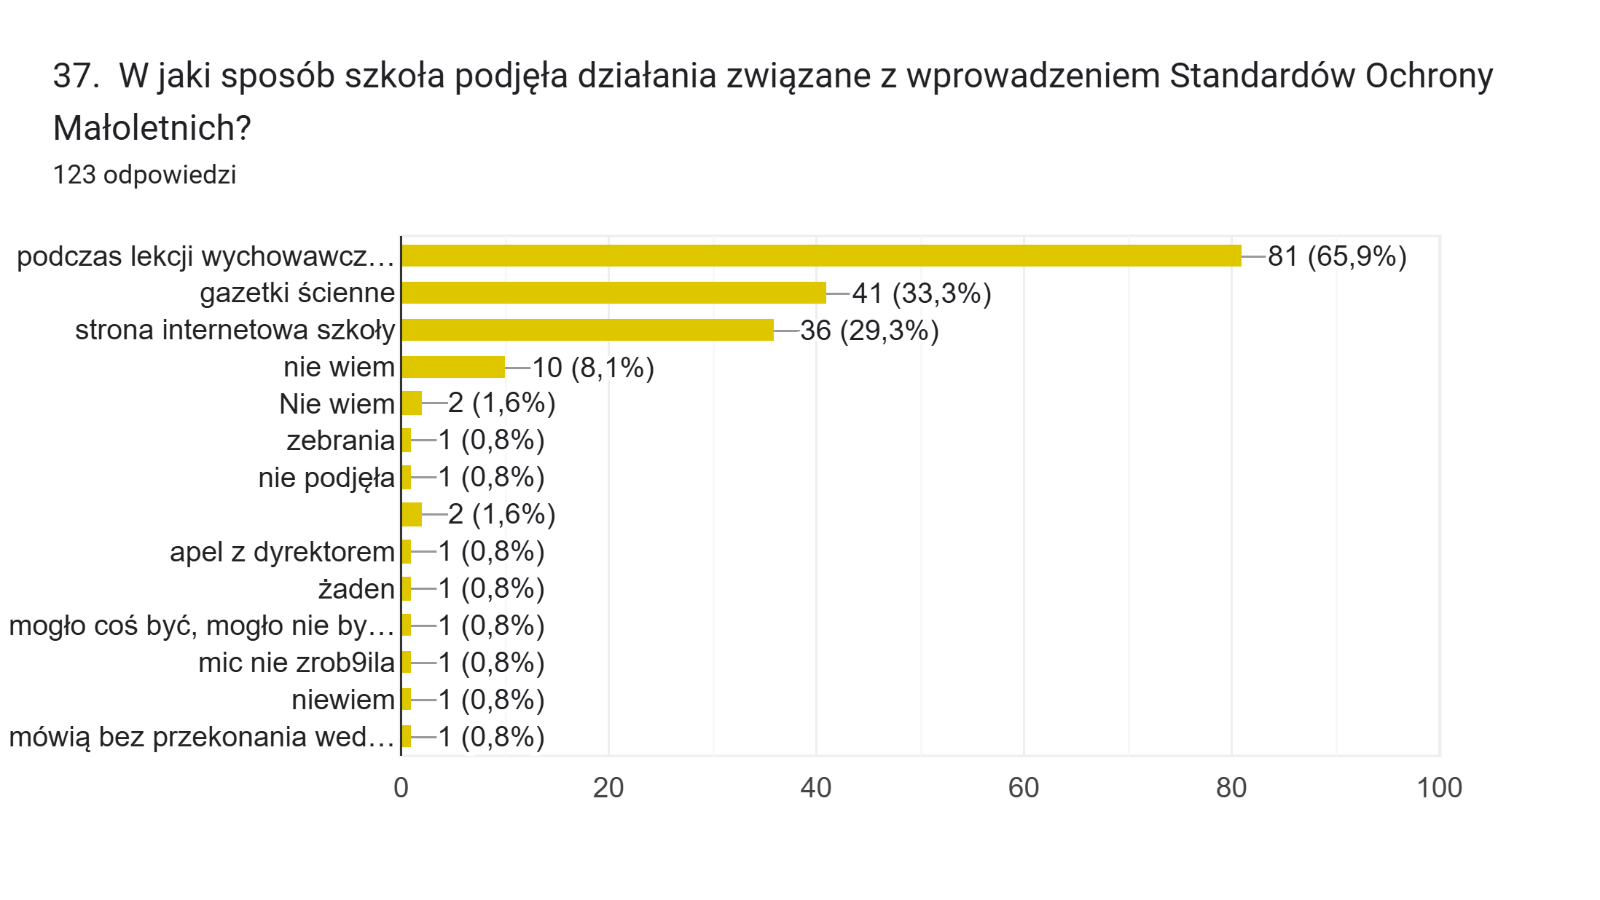 37.  W jaki sposób szkoła podjęła działania związane z wprowadzeniem Standardów Ochrony
Małoletnich?
123 odpowiedzi
podczas lekcji wychowawcz… 81 (65,9%)
gazetki ścienne 41 (33,3%)
strona internetowa szkoły 36 (29,3%)
nie wiem 10 (8,1%)
Nie wiem 2 (1,6%)
zebrania 1 (0,8%)
nie podjęła 1 (0,8%)
2 (1,6%)
apel z dyrektorem 1 (0,8%)
żaden 1 (0,8%)
mogło coś być, mogło nie by… 1 (0,8%)
mic nie zrob9ila 1 (0,8%)
niewiem 1 (0,8%)
mówią bez przekonania wed… 1 (0,8%)
0 20 40 60 80 100